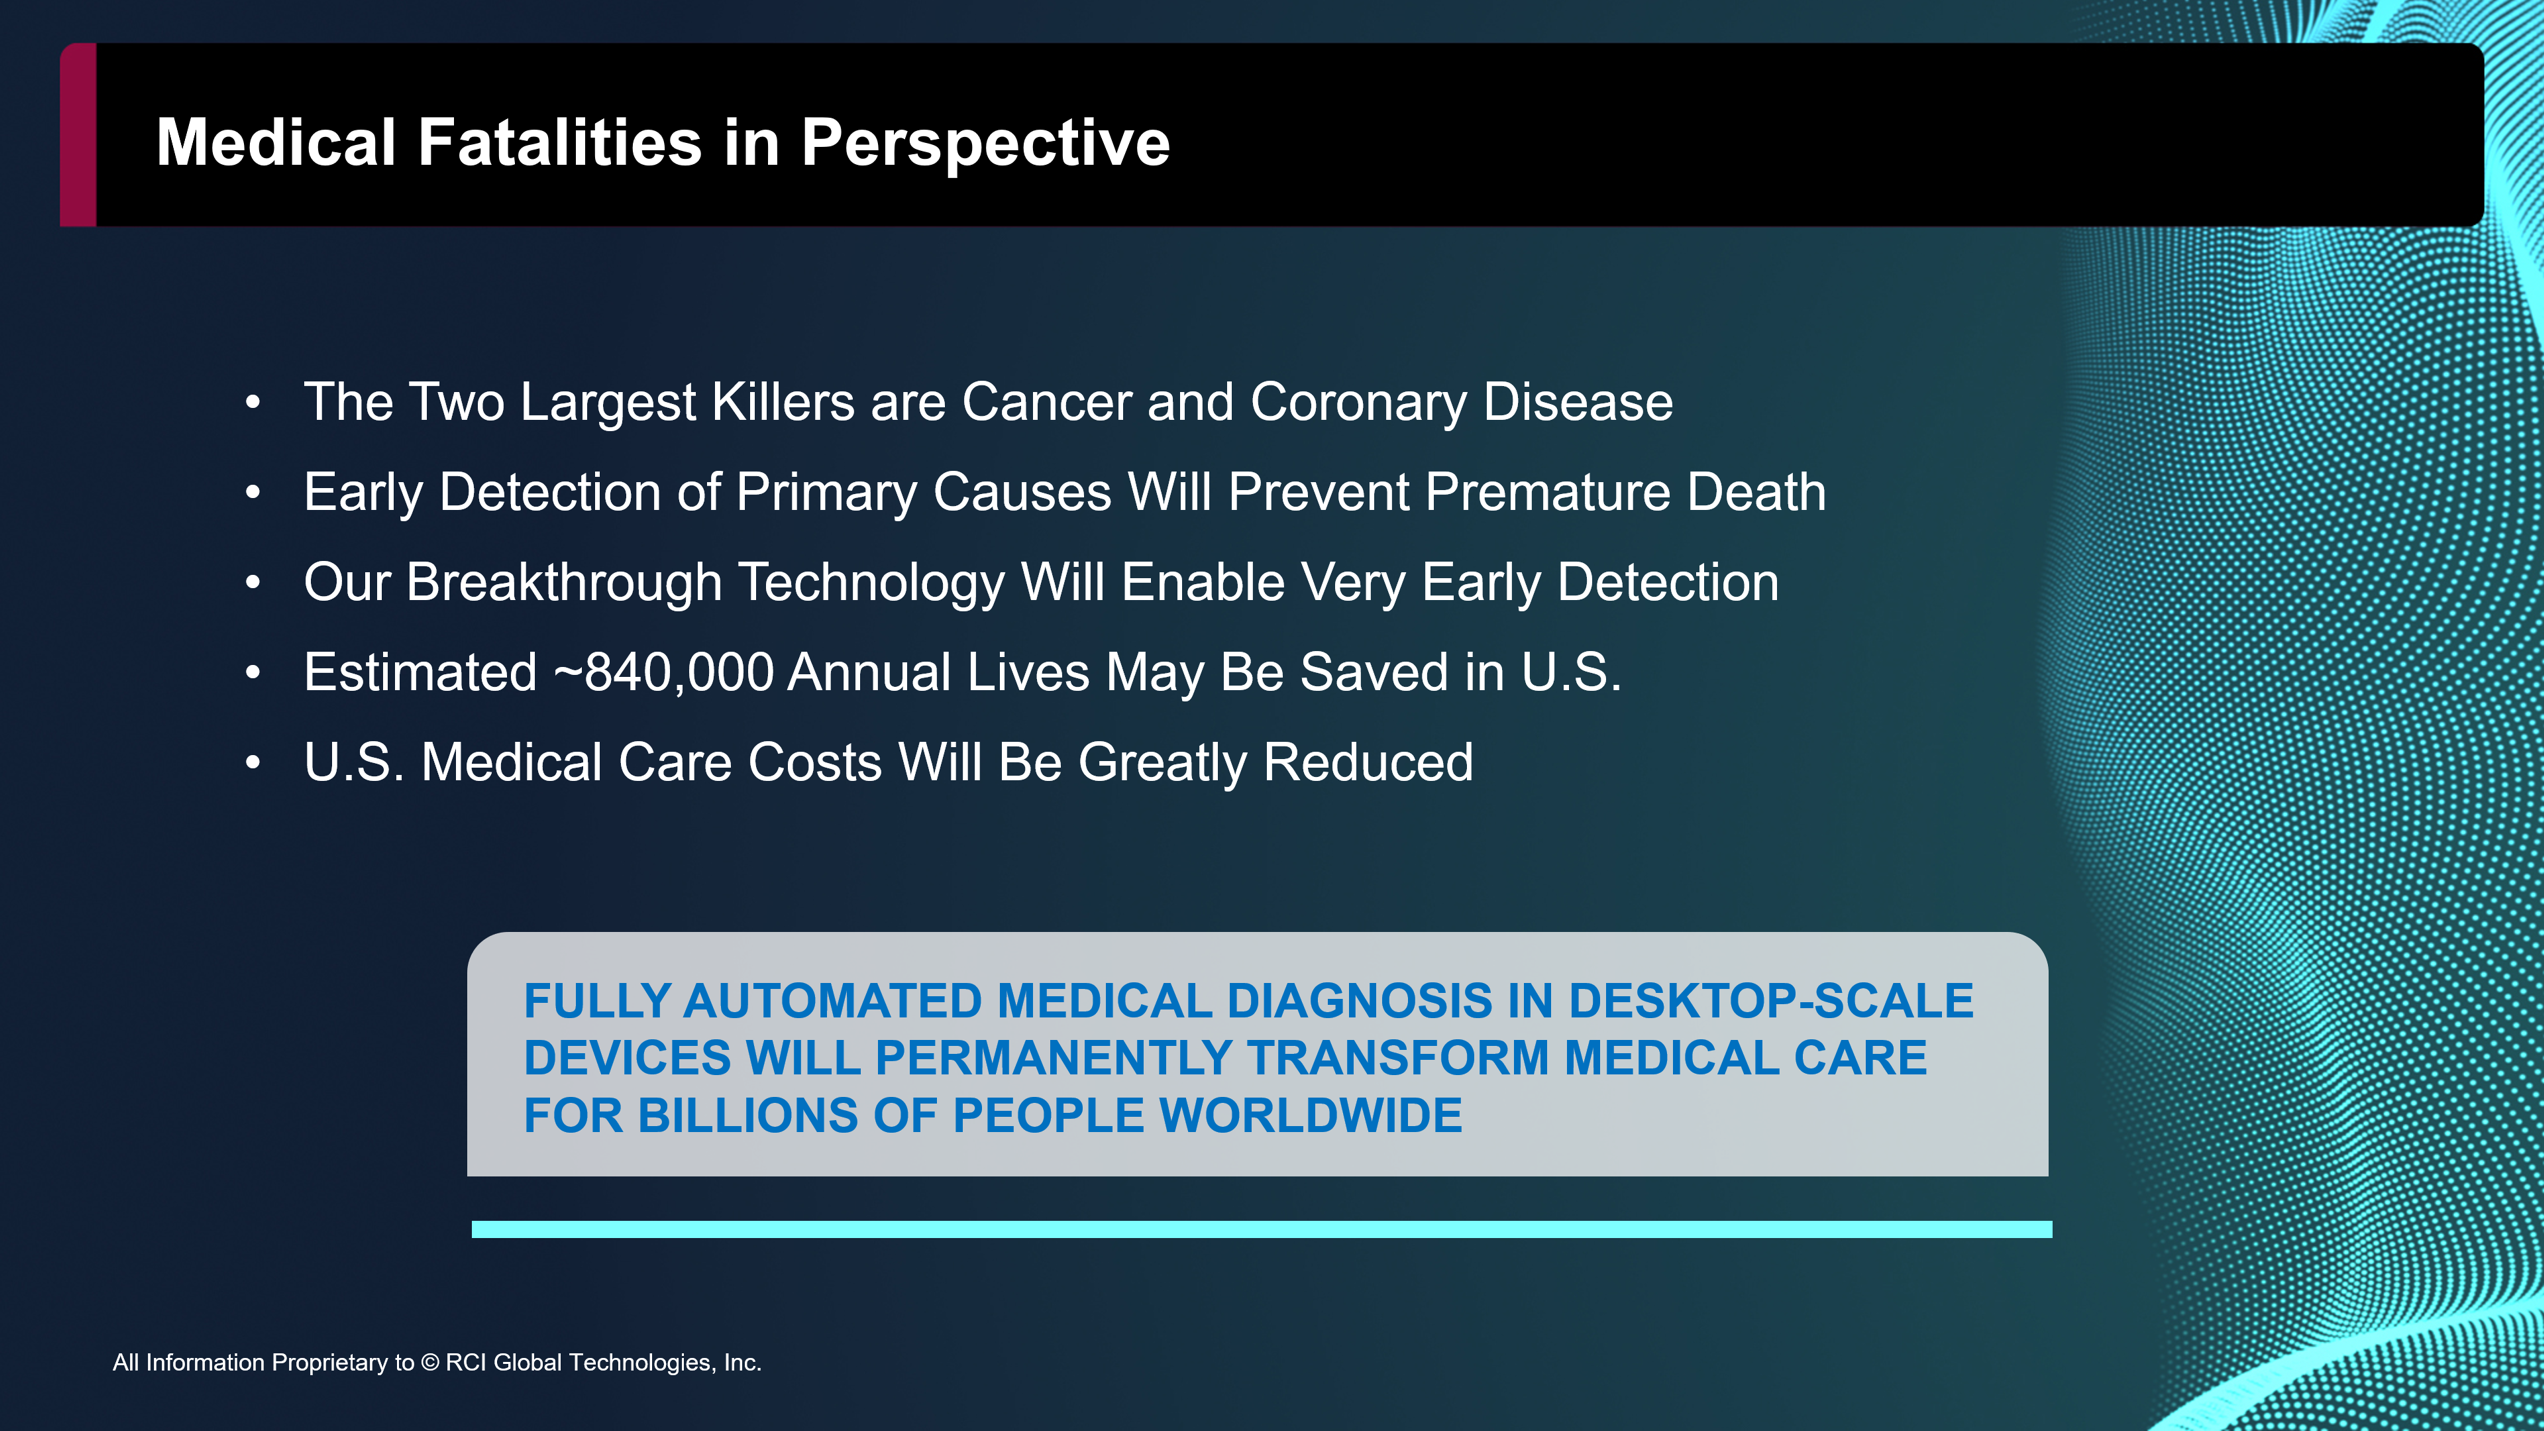 Medical Fatalities in Perspective
• The Two Largest Killers are Cancer and Coronary Disease
• Early Detection of Primary Causes Will Prevent Premature Death
• Our Breakthrough Technology Will Enable Very Early Detection
• Estimated ~840,000 Annual Lives May Be Saved in U.S.
• U.S. Medical Care Costs Will Be Greatly Reduced
FULLY AUTOMATED MEDICAL DIAGNOSIS IN DESKTOP-SCALE
DEVICES WILL PERMANENTLY TRANSFORM MEDICAL CARE
FOR BILLIONS OF PEOPLE WORLDWIDE
All Information Proprietary to © RCI Global Technologies, Inc.